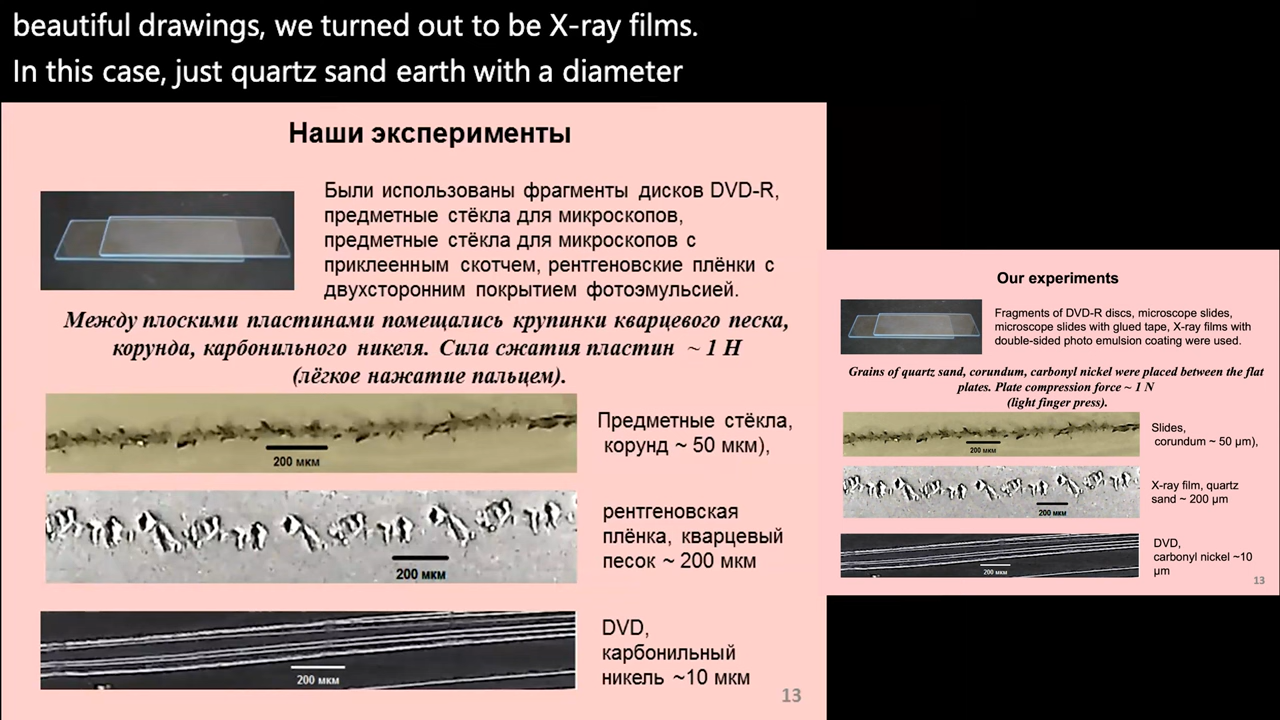 beautiful drawings, we turned out to be X-ray films.
In this case, just quartz sand earth with a diameter
Наши эксперименты
Были использованы фрагменты дисков DVD-R,
предметные стёкла для микроскопов,
предметные стёкла для микроскопов с
приклеенным скотчем, рентгеновские плёнки с
двухсторонним покрытием фотоэмульсией.
Между плоскими пластинами помещались крупинки кварцевого песка,
корунда, карбонильного никеля. Сила сжатия пластин ~ 1 Н
(лёгкое нажатие пальцем).
200 мкм
Предметные стёкла,
корунд ~ 50 мкм),
200 мкм
рентгеновская
плёнка, кварцевый
песок ~ 200 мкм
200 мкм
DVD,
карбонильный
никель ~10 мкм
13
Our experiments
Fragments of DVD-R discs, microscope slides,
microscope slides with glued tape, X-ray films with
double-sided photo emulsion coating were used.
Grains of quartz sand, corundum, carbonyl nickel were placed between the flat
plates. Plate compression force ~ 1 N
(light finger press).
200 мкм
Slides,
corundum ~ 50 μm),
200 мкм
X-ray film, quartz
sand ~ 200 μm
200 мкм
DVD,
carbonyl nickel ~10
μm
13